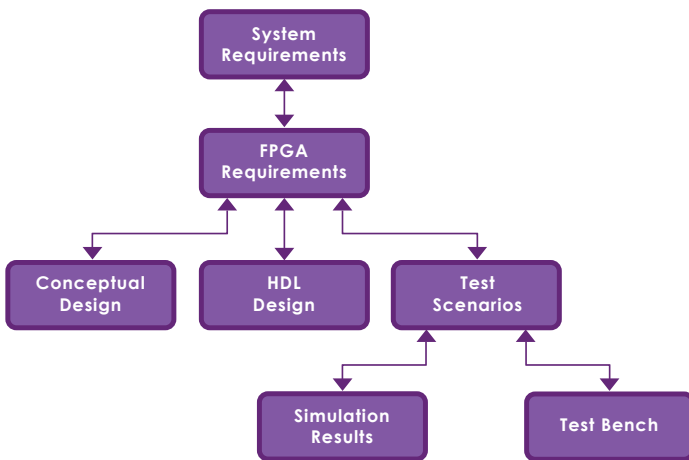 System
Requirements
FPGA
Requirements
Conceptual
Design
HDL
Design
Test
Scenarios
Simulation
Results
Test Bench